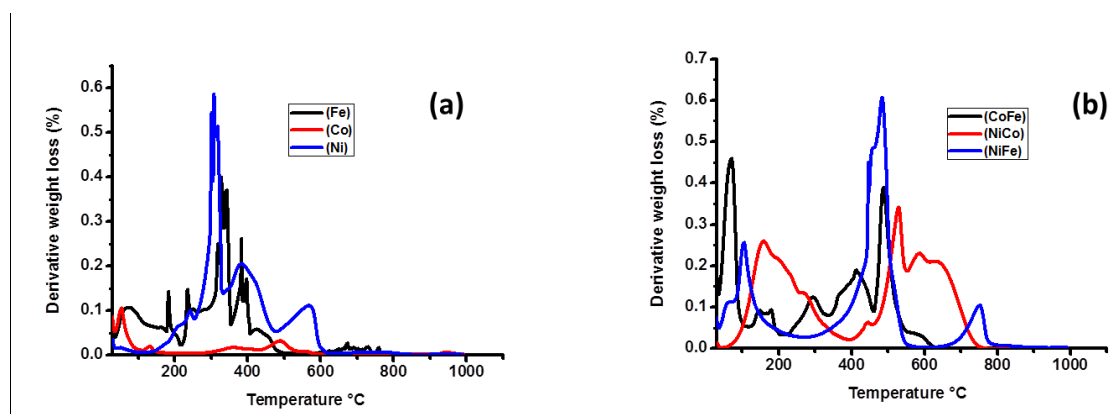 (a)
Derivative weight loss (%)
0.6
0.5
0.4
0.3
0.2
0.1
0.0
(Fe)
(Co)
(Ni)
200 400 600 800 1000
Temperature °C
(b)
Derivative weight loss (%)
0.7
0.6
0.5
0.4
0.3
0.2
0.1
0.0
(CoFe)
(NiCo)
(NiFe)
200 400 600 800 1000
Temperature °C